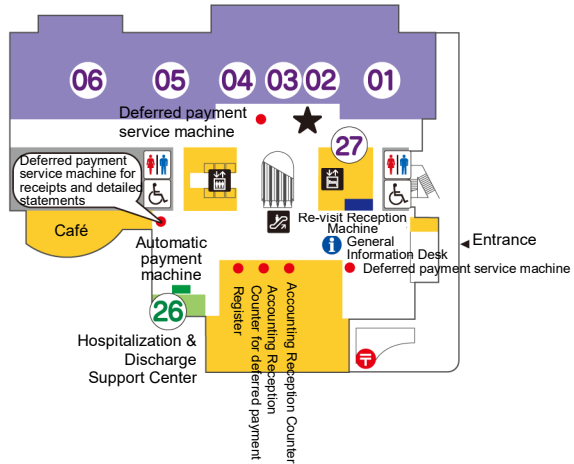 06
05
04
03
02
01
Deferred payment
service machine
27
Deferred payment
service machine for
receipts and detailed
statements
Café
Re-visit Reception
Machine
i General
Information Desk
Entrance
Deferred payment service machine
Automatic
payment
machine
26
Hospitalization &
Discharge
Support Center
Register
Accounting Reception
Counter for deferred payment
Accounting Reception Counter
〒